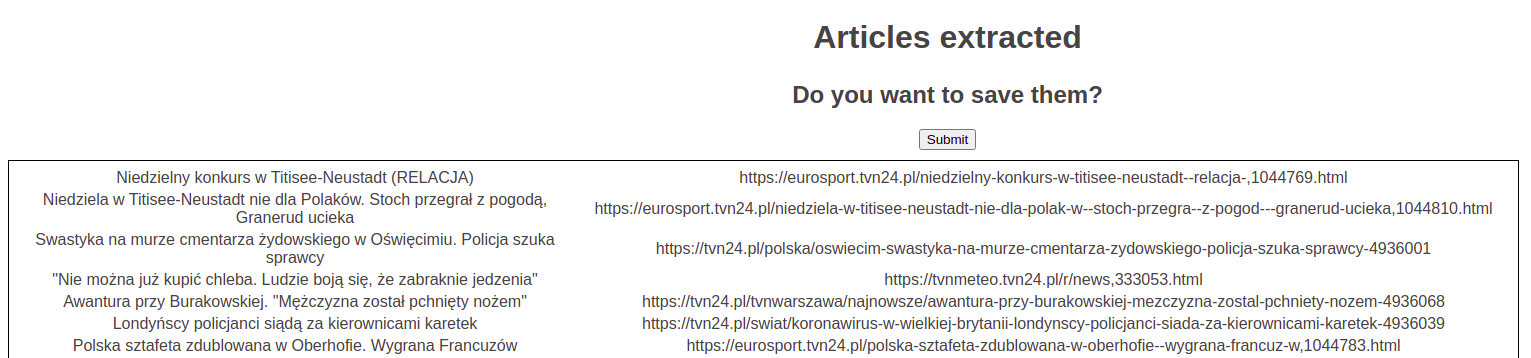 Articles extracted
Do you want to save them?
Submit
Niedzielny konkurs w Titisee-Neustadt (RELACJA) https://eurosport.tvn24.pl/niedzielny-konkurs-w-titisee-neustadt--relacja-,1044769.html
Niedziela w Titisee-Neustadt nie dla Polaków. Stoch przegrał z pogodą,
Granerud ucieka
https://eurosport.tvn24.pl/niedziela-w-titisee-neustadt-nie-dla-polak-w--stoch-przegra--z-pogod---granerud-ucieka,1044810.html
Swastyka na murze cmentarza żydowskiego w Oświęcimiu. Policja szuka
sprawcy
https://tvn24.pl/polska/oswiecim-swastyka-na-murze-cmentarza-zydowskiego-policja-szuka-sprawcy-4936001
"Nie można już kupić chleba. Ludzie boją się, że zabraknie jedzenia" https://tvnmeteo.tvn24.pl/r/news,333053.html
Awantura przy Burakowskiej. "Mężczyzna został pchnięty nożem" https://tvn24.pl/tvnwarszawa/najnowsze/awantura-przy-burakowskiej-mezczyzna-zostal-pchniety-nozem-4936068
Londyńscy policjanci siądą za kierownicami karetek https://tvn24.pl/swiat/koronawirus-w-wielkiej-brytanii-londynscy-policjanci-siada-za-kierownicami-karetek-4936039
Polska sztafeta zdublowana w Oberhofie. Wygrana Francuzów https://eurosport.tvn24.pl/polska-sztafeta-zdublowana-w-oberhofie--wygrana-francuz-w,1044783.html